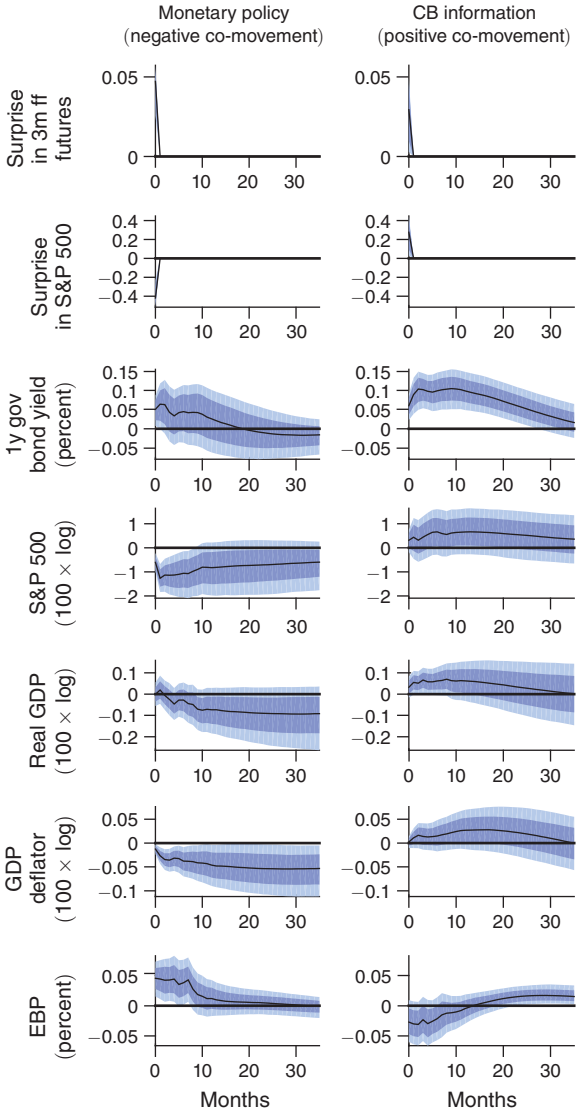 Monetary policy
(negative co-movement)
CB information
(positive co-movement)
Surprise
in 3m ff
futures
0.05
0
0 10 20 30
0.05
0
0 10 20 30
Surprise
in S&P 500
0.4
0.2
0
−0.2
−0.4
0 10 20 30
0.4
0.2
0
−0.2
−0.4
0 10 20 30
1y gov
bond yield
(percent)
0.15
0.1
0.05
0
−0.05
0 10 20 30
0.15
0.10
0.05
0
−0.05
0 10 20 30
S&P 500
(100 × log)
1
0
−1
−2
0 10 20 30
1
0
−1
−2
0 10 20 30
Real GDP
(100 × log)
0.1
0
−0.1
−0.2
0 10 20 30
0.1
0
−0.1
−0.2
0 10 20 30
GDP
deflator
(100 × log)
0.05
0
−0.05
−0.1
0 10 20 30
0.05
0
−0.05
−0.1
0 10 20 30
EBP
(percent)
0.05
0
−0.05
0 10 20 30
0.05
0
−0.05
0 10 20 30
Months
Months